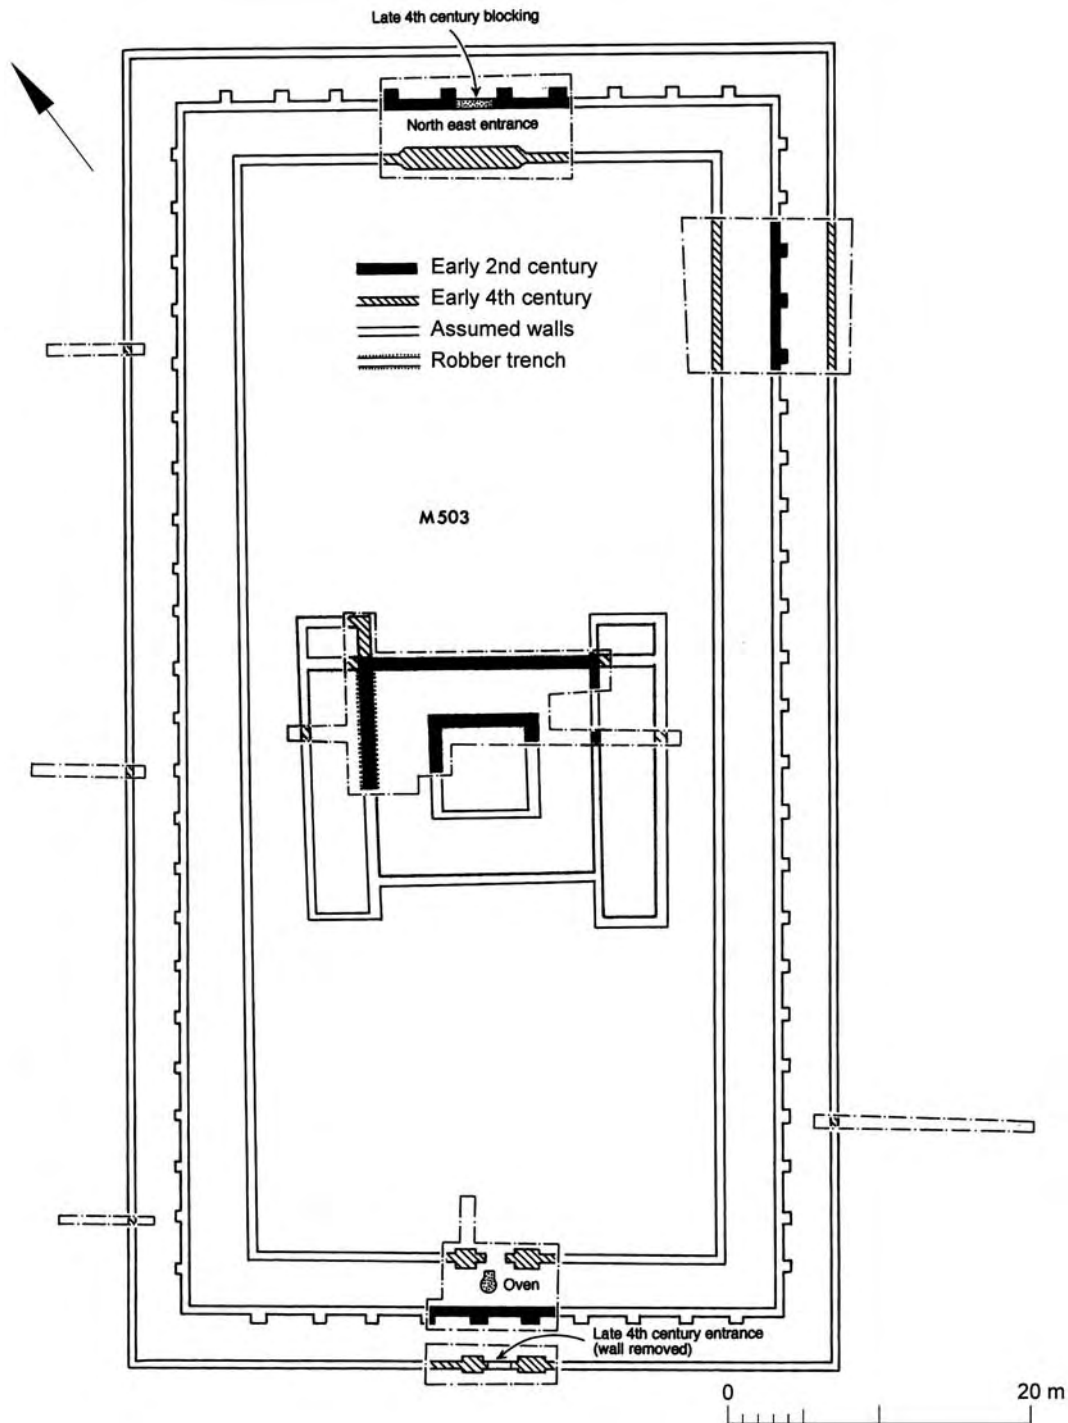 Late 4th century blocking
North east entrance
Early 2nd century
Early 4th century
Assumed walls
Robber trench
M503
Oven
Late 4th century entrance
(wall removed)
0
20 m